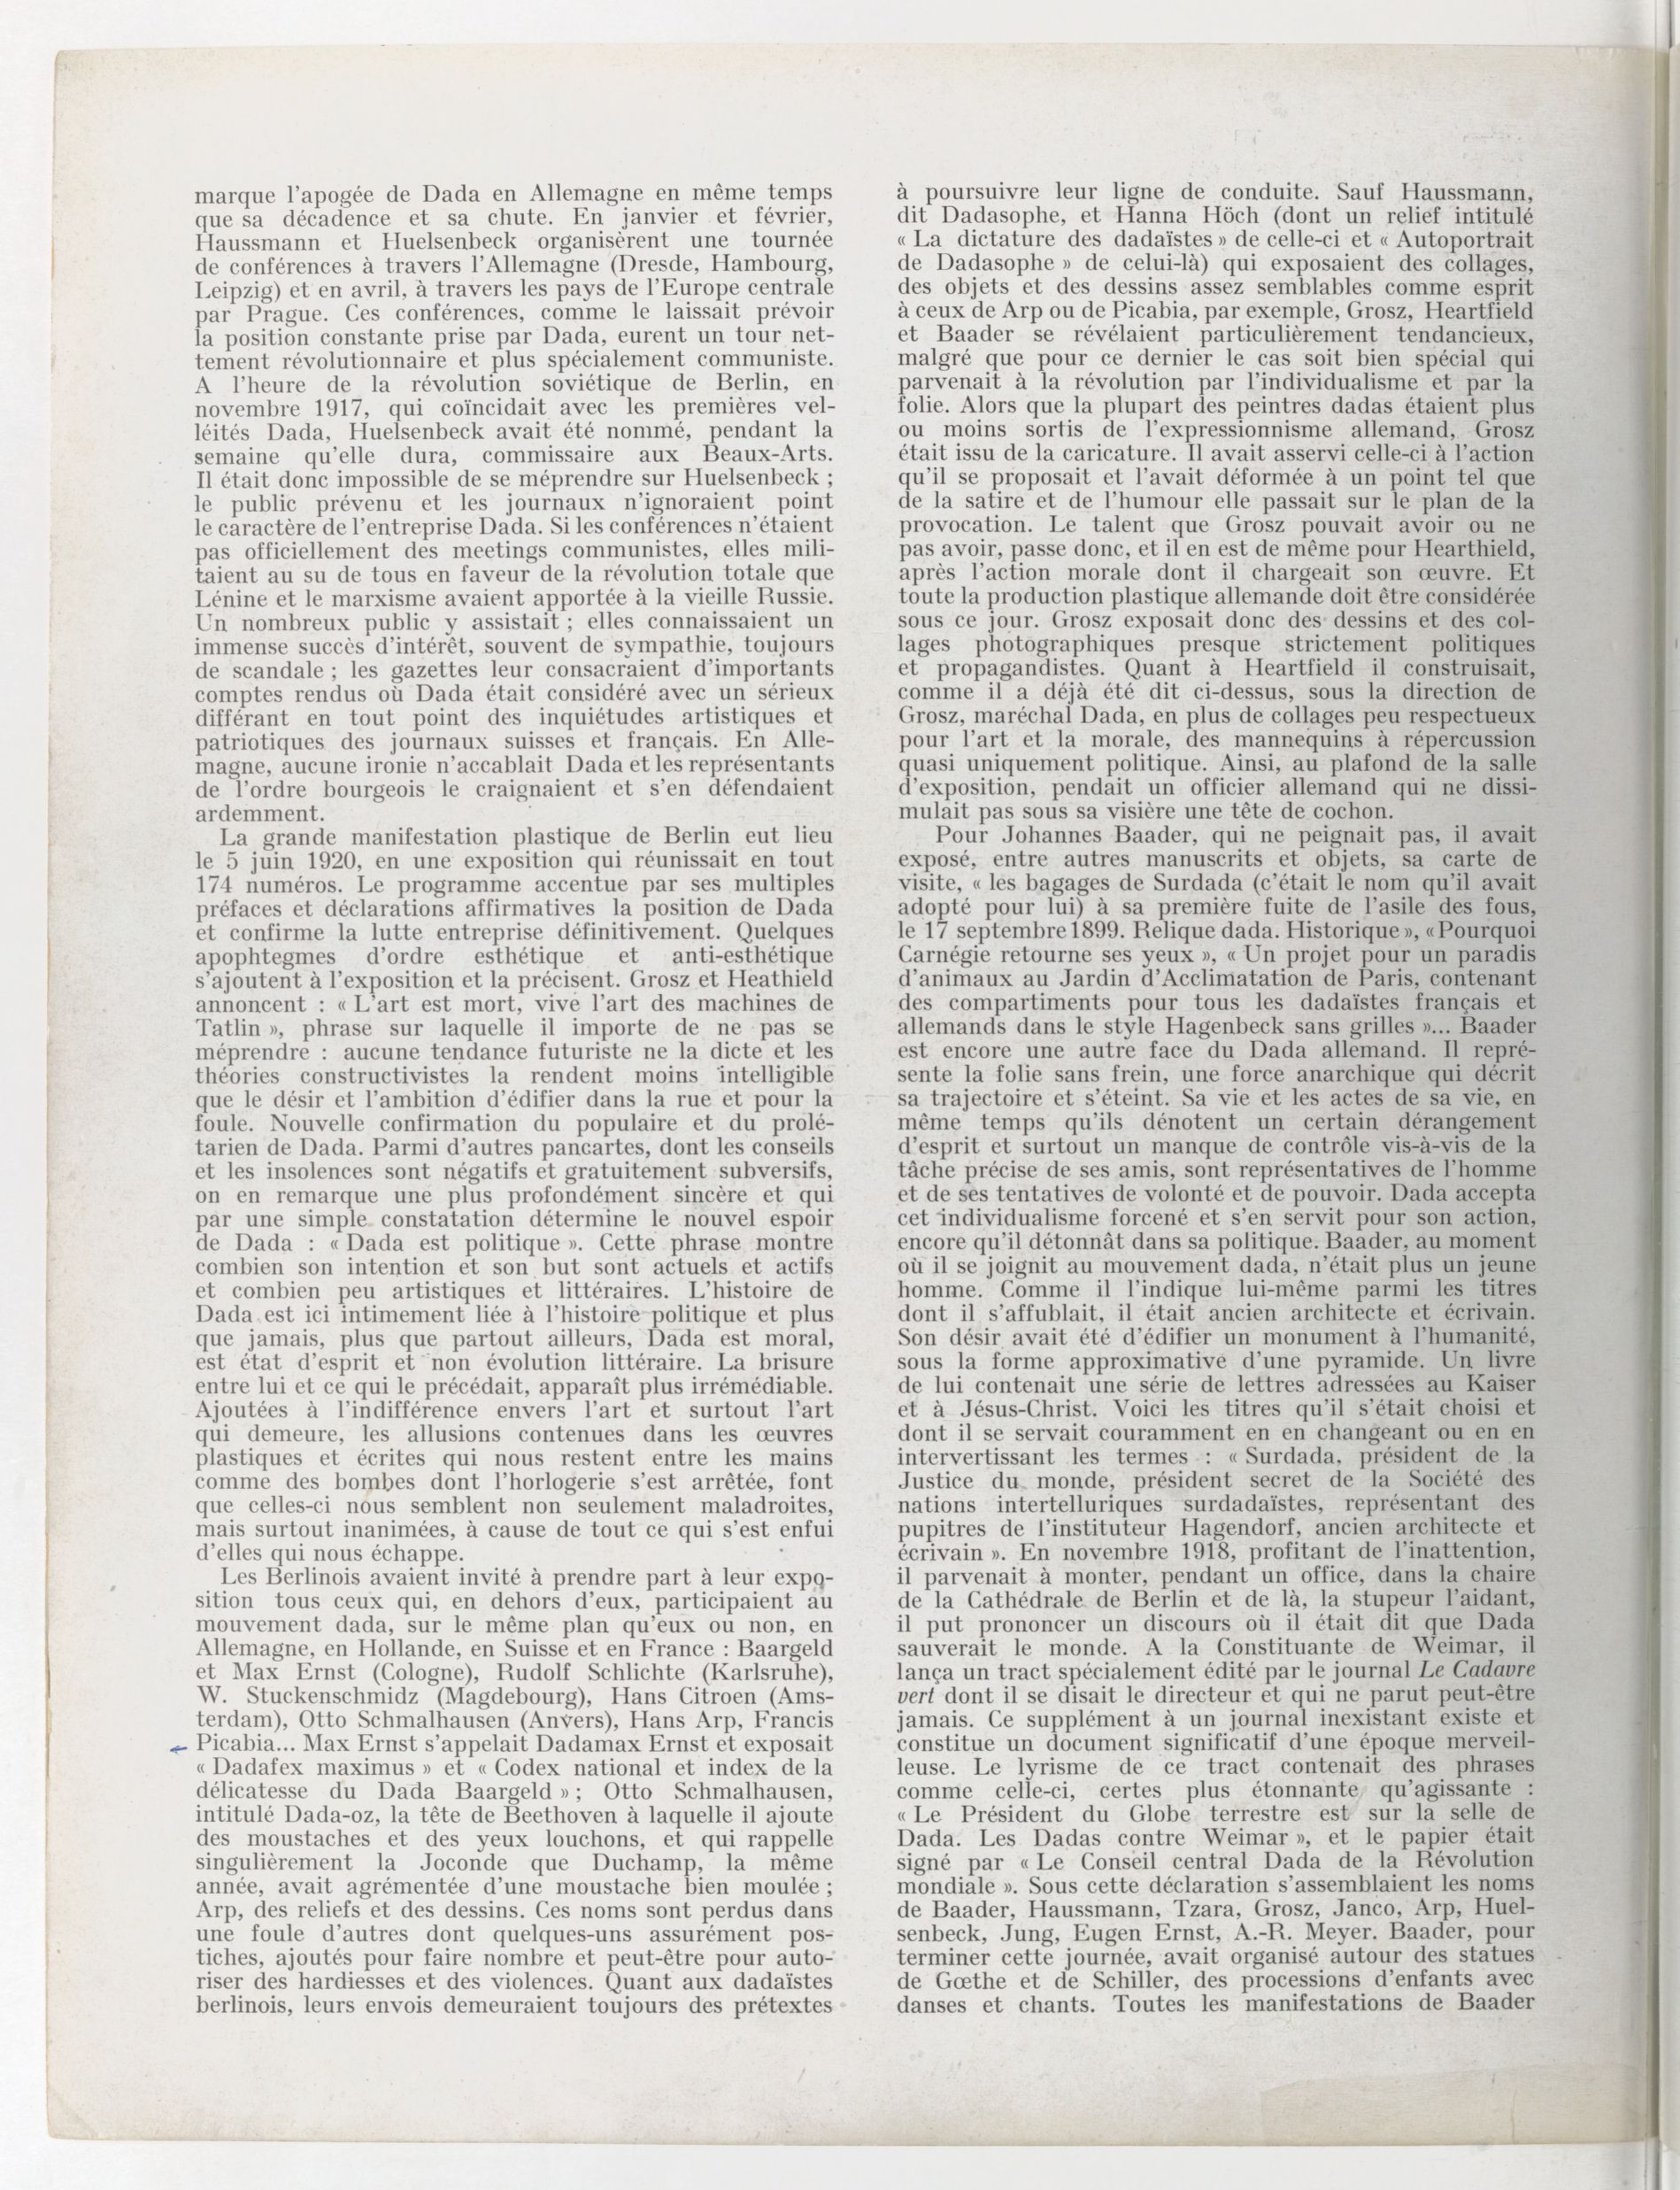 marque l'apogée de Dada en Allemagne en même temps
que sa décadence et sa chute. En janvier et février,
Haussmann et Huelsenbeck organisèrent une tournée
de conférences à travers l'Allemagne (Dresde, Hambourg,
Leipzig) et en avril, à travers les pays de l'Europe centrale
par Prague. Ces conférences, comme le laissait prévoir
la position constante prise par Dada, eurent un tour net-
tement révolutionnaire et plus spécialement communiste.
A l'heure de la révolution soviétique de Berlin, en
novembre 1917, qui coïncidait avec les premières vel-
léités Dada, Huelsenbeck avait été nommé, pendant la
semaine qu'elle dura, commissaire aux Beaux-Arts.
Il était donc impossible de se méprendre sur Huelsenbeck ;
le public prévenu et les journaux n'ignoraient point
le caractère de l'entreprise Dada. Si les conférences n'étaient
pas officiellement des meetings communistes, elles mili-
taient au su de tous en faveur de la révolution totale que
Lénine et le marxisme avaient apportée à la vieille Russie.
Un nombreux public y assistait ; elles connaissaient un
immense succès d'intérêt, souvent de sympathie, toujours
de scandale ; les gazettes leur consacraient d'importants
comptes rendus où Dada était considéré avec un sérieux
différant en tout point des inquiétudes artistiques et
patriotiques des journaux suisses et français. En Alle-
magne, aucune ironie n'accablait Dada et les représentants
de l'ordre bourgeois le craignaient et s'en défendaient
ardemment.
La grande manifestation plastique de Berlin eut lieu
le 5 juin 1920, en une exposition qui réunissait en tout
174 numéros. Le programme accentue par ses multiples
préfaces et déclarations affirmatives la position de Dada
et confirme la lutte entreprise définitivement. Quelques
apophtegmes d'ordre esthétique et anti-esthétique
s'ajoutent à l'exposition et la précisent. Grosz et Heathield
annoncent : « L'art est mort, vive l'art des machines de
Tatlin », phrase sur laquelle il importe de ne pas se
méprendre : aucune tendance futuriste ne la dicte et les
théories constructivistes la rendent moins intelligible
que le désir et l'ambition d'édifier dans la rue et pour la
foule. Nouvelle confirmation du populaire et du prolé-
tarien de Dada. Parmi d'autres pancartes, dont les conseils
et les insolences sont négatifs et gratuitement subversifs,
on en remarque une plus profondément sincère et qui
par une simple constatation détermine le nouvel espoir
de Dada : « Dada est politique ». Cette phrase montre
combien son intention et son but sont actuels et actifs
et combien peu artistiques et littéraires. L'histoire de
Dada est ici intimement liée à l'histoire politique et plus
que jamais, plus que partout ailleurs, Dada est moral,
est état d'esprit et non évolution littéraire. La brisure
entre lui et ce qui le précédait, apparaît plus irrémédiable.
Ajoutées à l'indifférence envers l'art et surtout l'art
qui demeure, les allusions contenues dans les œuvres
plastiques et écrites qui nous restent entre les mains
comme des bombes dont l'horlogerie s'est arrêtée, font
que celles-ci nous semblent non seulement maladroites,
mais surtout inanimées, à cause de tout ce qui s'est enfui
d'elles qui nous échappe.
Les Berlinois avaient invité à prendre part à leur expo-
sition tous ceux qui, en dehors d'eux, participaient au
mouvement dada, sur le même plan qu'eux ou non, en
Allemagne, en Hollande, en Suisse et en France : Baargeld
et Max Ernst (Cologne), Rudolf Schlichte (Karlsruhe),
W. Stuckenschmidz (Magdebourg), Hans Citroen (Ams-
terdam), Otto Schmalhausen (Anvers), Hans Arp, Francis
Picabia... Max Ernst s'appelait Dadamax Ernst et exposait
« Dadafex maximus » et « Codex national et index de la
délicatesse du Dada Baargeld » ; Otto Schmalhausen,
intitulé Dada-oz, la tête de Beethoven à laquelle il ajoute
des moustaches et des yeux louchons, et qui rappelle
singulièrement la Joconde que Duchamp, la même
année, avait agrémentée d'une moustache bien moulée ;
Arp, des reliefs et des dessins. Ces noms sont perdus dans
une foule d'autres dont quelques-uns assurément pos-
tiches, ajoutés pour faire nombre et peut-être pour auto-
riser des hardiesses et des violences. Quant aux dadaïstes
berlinois, leurs envois demeuraient toujours des prétextes
à poursuivre leur ligne de conduite. Sauf Haussmann,
dit Dadasophe, et Hanna Höch (dont un relief intitulé
« La dictature des dadaïstes » de celle-ci et « Autoportrait
de Dadasophe » de celui-là) qui exposaient des collages,
des objets et des dessins assez semblables comme esprit
à ceux de Arp ou de Picabia, par exemple, Grosz, Heartfield
et Baader se révélaient particulièrement tendancieux,
malgré que pour ce dernier le cas soit bien spécial qui
parvenait à la révolution par l'individualisme et par la
folie. Alors que la plupart des peintres dadas étaient plus
ou moins sortis de l'expressionnisme allemand, Grosz
était issu de la caricature. Il avait asservi celle-ci à l'action
qu'il se proposait et l'avait déformée à un point tel que
de la satire et de l'humour elle passait sur le plan de la
provocation. Le talent que Grosz pouvait avoir ou ne
pas avoir, passe donc, et il en est de même pour Hearthield,
après l'action morale dont il chargeait son œuvre. Et
toute la production plastique allemande doit être considérée
sous ce jour. Grosz exposait donc des dessins et des col-
lages photographiques presque strictement politiques
et propagandistes. Quant à Heartfield il construisait,
comme il a déjà été dit ci-dessus, sous la direction de
Grosz, maréchal Dada, en plus de collages peu respectueux
pour l'art et la morale, des mannequins à répercussion
quasi uniquement politique. Ainsi, au plafond de la salle
d'exposition, pendait un officier allemand qui ne dissi-
mulait pas sous sa visière une tête de cochon.
Pour Johannes Baader, qui ne peignait pas, il avait
exposé, entre autres manuscrits et objets, sa carte de
visite, « les bagages de Surdada (c'était le nom qu'il avait
adopté pour lui) à sa première fuite de l'asile des fous,
le 17 septembre 1899. Relique dada. Historique », « Pourquoi
Carnégie retourne ses yeux », « Un projet pour un paradis
d'animaux au Jardin d'Acclimatation de Paris, contenant
des compartiments pour tous les dadaïstes français et
allemands dans le style Hagenbeck sans grilles »... Baader
est encore une autre face du Dada allemand. Il repré-
sente la folie sans frein, une force anarchique qui décrit
sa trajectoire et s'éteint. Sa vie et les actes de sa vie, en
même temps qu'ils dénotent un certain dérangement
d'esprit et surtout un manque de contrôle vis-à-vis de la
tâche précise de ses amis, sont représentatives de l'homme
et de ses tentatives de volonté et de pouvoir. Dada accepta
cet individualisme forcené et s'en servit pour son action,
encore qu'il détonnât dans sa politique. Baader, au moment
où il se joignit au mouvement dada, n'était plus un jeune
homme. Comme il l'indique lui-même parmi les titres
dont il s'affublait, il était ancien architecte et écrivain.
Son désir avait été d'édifier un monument à l'humanité,
sous la forme approximative d'une pyramide. Un livre
de lui contenait une série de lettres adressées au Kaiser
et à Jésus-Christ. Voici les titres qu'il s'était choisi et
dont il se servait couramment en en changeant ou en en
intervertissant les termes : « Surdada, président de la
Justice du monde, président secret de la Société des
nations intertelluriques surdadaïstes, représentant des
pupitres de l'instituteur Hagendorf, ancien architecte et
écrivain ». En novembre 1918, profitant de l'inattention,
il parvenait à monter, pendant un office, dans la chaire
de la Cathédrale de Berlin et de là, la stupeur l'aidant,
il put prononcer un discours où il était dit que Dada
sauverait le monde. A la Constituante de Weimar, il
lança un tract spécialement édité par le journal Le Cadavre
vert dont il se disait le directeur et qui ne parut peut-être
jamais. Ce supplément à un journal inexistant existe et
constitue un document significatif d'une époque merveil-
leuse. Le lyrisme de ce tract contenait des phrases
comme celle-ci, certes plus étonnante qu'agissante :
« Le Président du Globe terrestre est sur la selle de
Dada. Les Dadas contre Weimar », et le papier était
signé par « Le Conseil central Dada de la Révolution
mondiale ». Sous cette déclaration s'assemblaient les noms
de Baader, Haussmann, Tzara, Grosz, Janco, Arp, Huel-
senbeck, Jung, Eugen Ernst, A.-R. Meyer. Baader, pour
terminer cette journée, avait organisé autour des statues
de Gœthe et de Schiller, des processions d'enfants avec
danses et chants. Toutes les manifestations de Baader